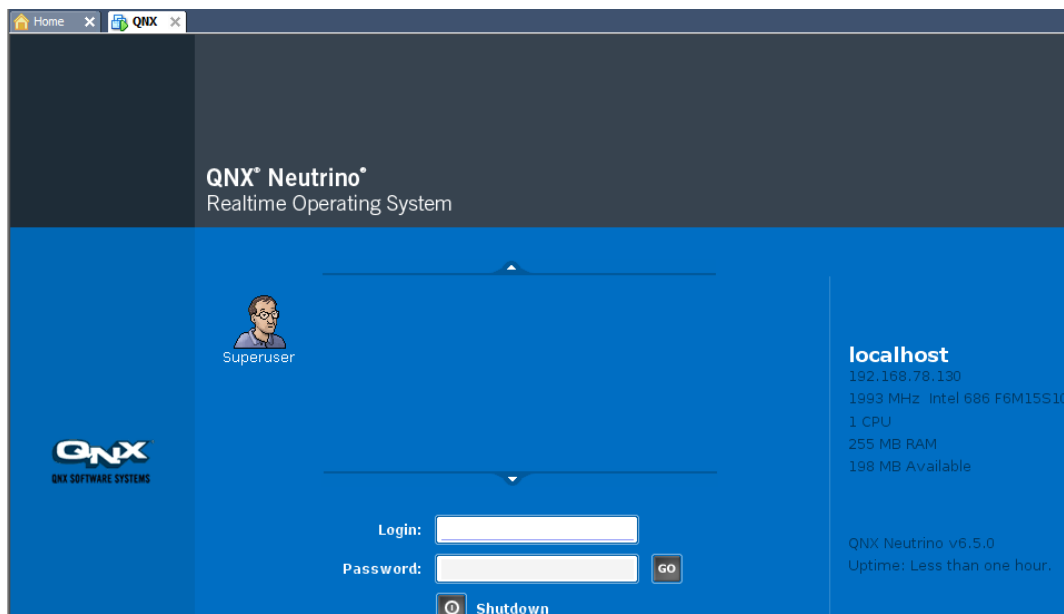 Home
QNX
QNX® Neutrino®
Realtime Operating System
Superuser
localhost
192.168.78.130
1993 MHz Intel 686 F6M15S10
1 CPU
255 MB RAM
198 MB Available
QNX
QNX SOFTWARE SYSTEMS
Login:
QNX Neutrino v6.5.0
Password:
GO
Uptime: Less than one hour.
Shutdown